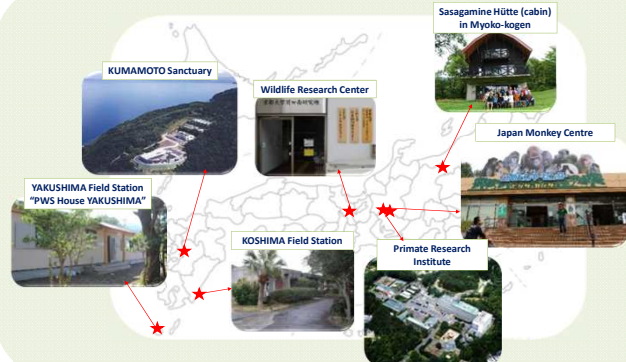 Sasagamine Hütte (cabin)
in Myoko-kogen
KUMAMOTO Sanctuary
Wildlife Research Center
Japan Monkey Centre
YAKUSHIMA Field Station
“PWS House YAKUSHIMA”
KOSHIMA Field Station
Primate Research
Institute